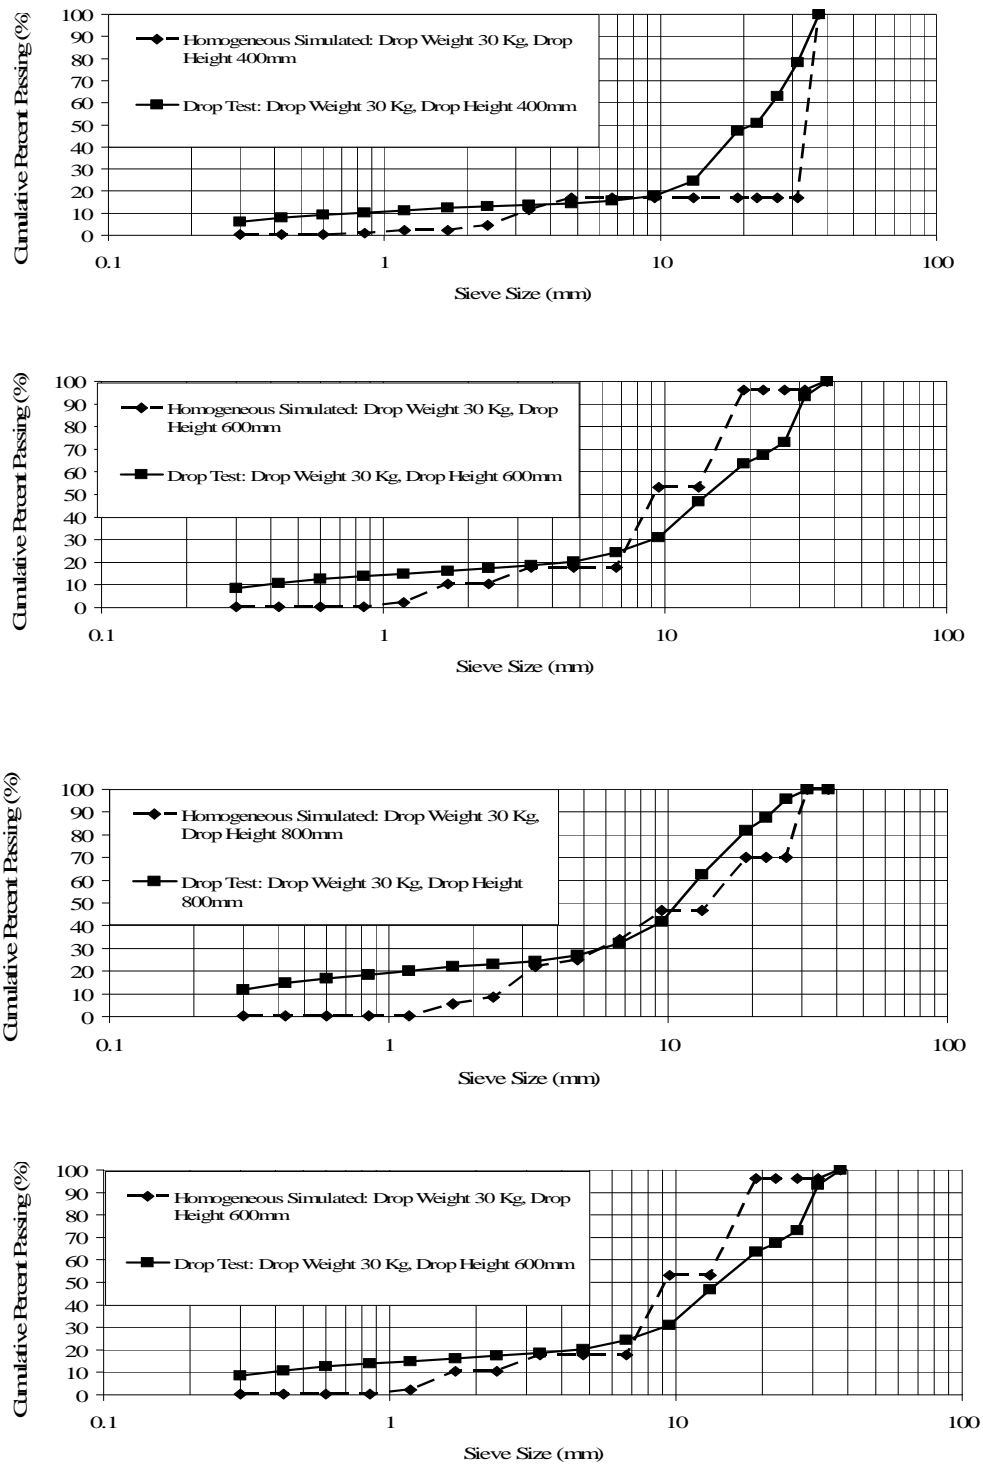 Cumulative Percent Passing (%)
100
90
80
70
60
50
40
30
20
10
0
Homogeneous Simulated: Drop Weight 30 Kg, Drop
Height 400mm
Drop Test: Drop Weight 30 Kg, Drop Height 400mm
0.1
1
10
100
Sieve Size (mm)
Cumulative Percent Passing (%)
100
90
80
70
60
50
40
30
20
10
0
Homogeneous Simulated: Drop Weight 30 Kg, Drop
Height 600mm
Drop Test: Drop Weight 30 Kg, Drop Height 600mm
0.1
1
10
100
Sieve Size (mm)
Cumulative Percent Passing (%)
100
90
80
70
60
50
40
30
20
10
0
Homogeneous Simulated: Drop Weight 30 Kg,
Drop Height 800mm
Drop Test: Drop Weight 30 Kg, Drop Height
800mm
0.1
1
10
100
Sieve Size (mm)
Cumulative Percent Passing (%)
100
90
80
70
60
50
40
30
20
10
0
Homogeneous Simulated: Drop Weight 30 Kg, Drop
Height 600mm
Drop Test: Drop Weight 30 Kg, Drop Height 600mm
0.1
1
10
100
Sieve Size (mm)